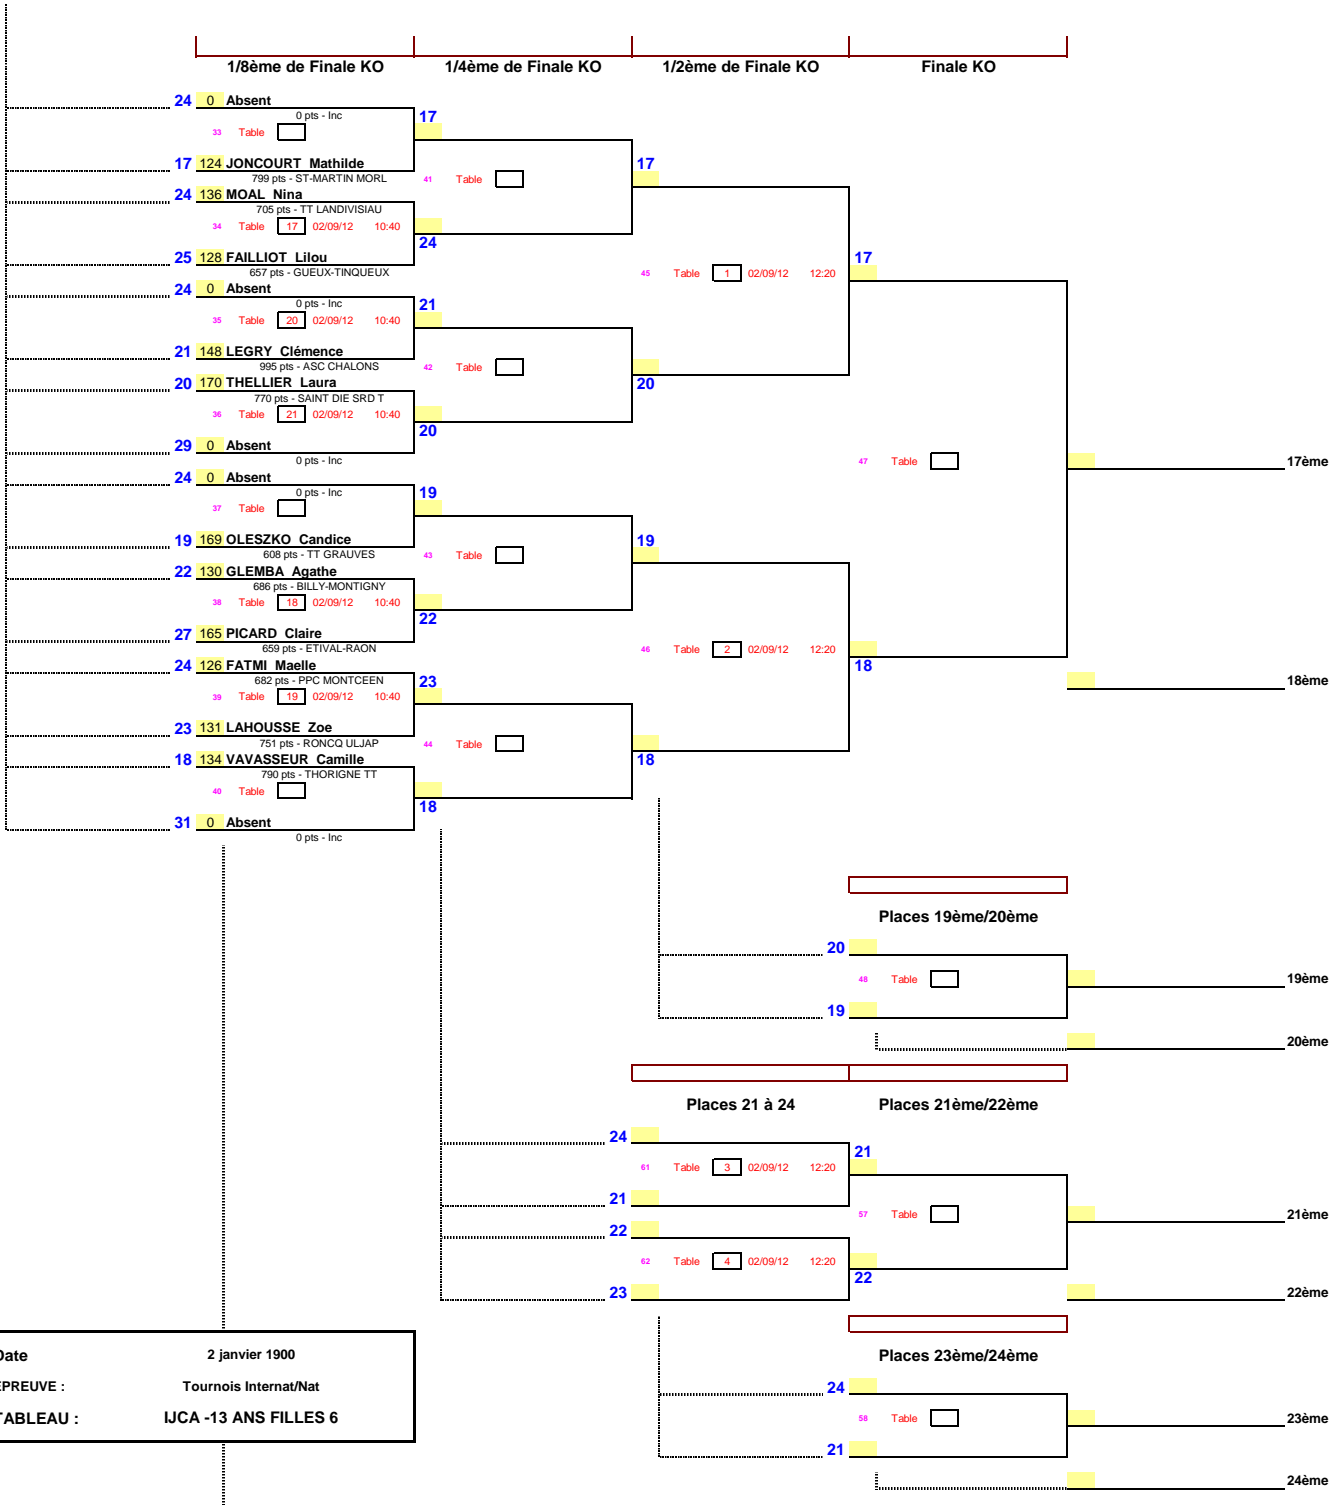 1/8ème de Finale KO 1/4ème de Finale KO 1/2ème de Finale KO Finale KO
24 0 Absent
0 pts - Inc
17
33 Table
17 124 JONCOURT Mathilde
17
799 pts - ST-MARTIN MORL
41 Table
24 136 MOAL Nina
705 pts - TT LANDIVISIAU
34 Table 17 02/09/12 10:40
24
25 128 FAILLIOT Lilou
17
657 pts - GUEUX-TINQUEUX
45 Table 1 02/09/12 12:20
24 0 Absent
0 pts - Inc
21
35 Table 20 02/09/12 10:40
21 148 LEGRY Clémence
995 pts - ASC CHALONS
42 Table
20 170 THELLIER Laura
20
770 pts - SAINT DIE SRD T
36 Table 21 02/09/12 10:40
20
29 0 Absent
0 pts - Inc
47 Table
17ème
24 0 Absent
0 pts - Inc
19
37 Table
19 169 OLESZKO Candice
19
608 pts - TT GRAUVES
43 Table
22 130 GLEMBA Agathe
686 pts - BILLY-MONTIGNY
38 Table 18 02/09/12 10:40
22
27 165 PICARD Claire
659 pts - ETIVAL-RAON
46 Table 2 02/09/12 12:20
24 126 FATMI Maelle
18
682 pts - PPC MONTCEEN
23
18ème
39 Table 19 02/09/12 10:40
23 131 LAHOUSSE Zoe
751 pts - RONCQ ULJAP
44 Table
18 134 VAVASSEUR Camille
18
790 pts - THORIGNE TT
40 Table
18
31 0 Absent
0 pts - Inc
Places 19ème/20ème
20
48 Table
19ème
19
20ème
Places 21 à 24 Places 21ème/22ème
24
21
61 Table 3 02/09/12 12:20
21
57 Table
21ème
22
62 Table 4 02/09/12 12:20
22
23
22ème
Date 2 janvier 1900
Places 23ème/24ème
EPREUVE : Tournois Internat/Nat
24
TABLEAU : IJCA -13 ANS FILLES 6
58 Table
23ème
21
24ème